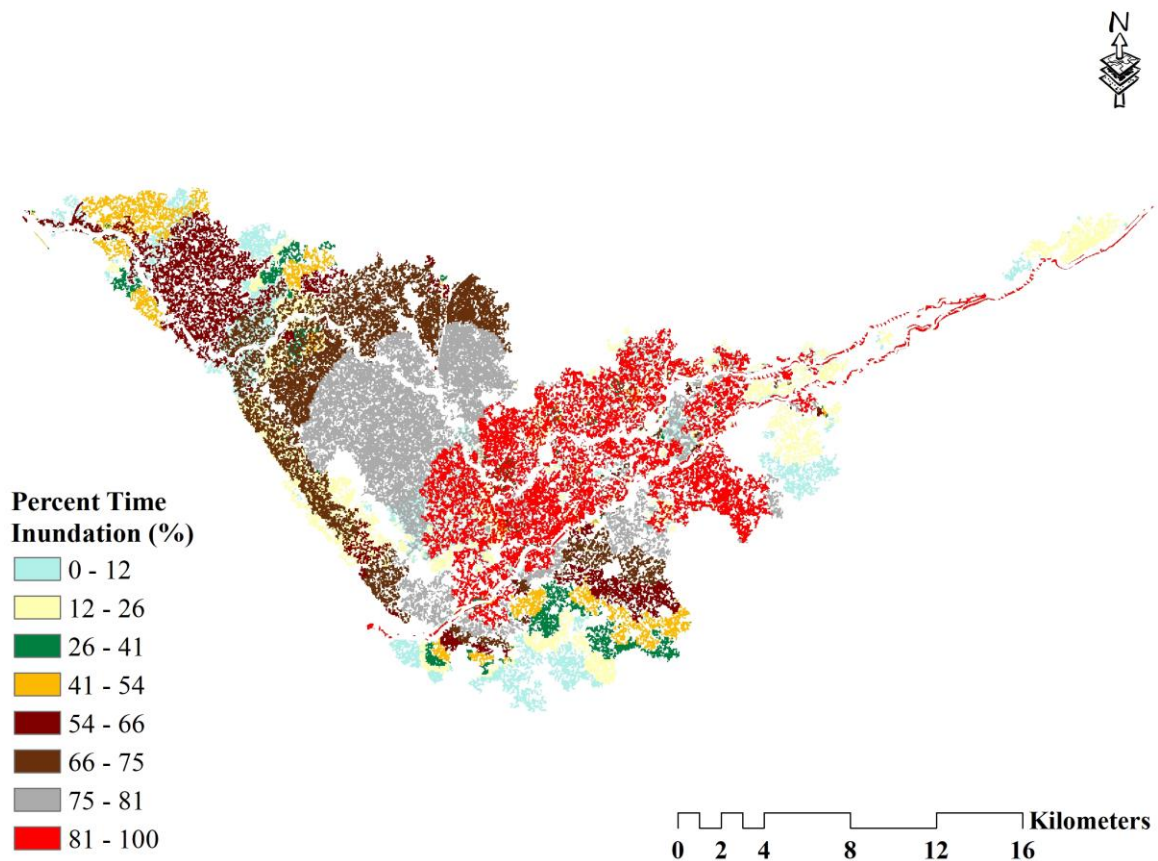 N
Percent Time
Inundation (%)
0 - 12
12 - 26
26 - 41
41 - 54
54 - 66
66 - 75
75 - 81
81 - 100
Kilometers
0 2 4 8 12 16